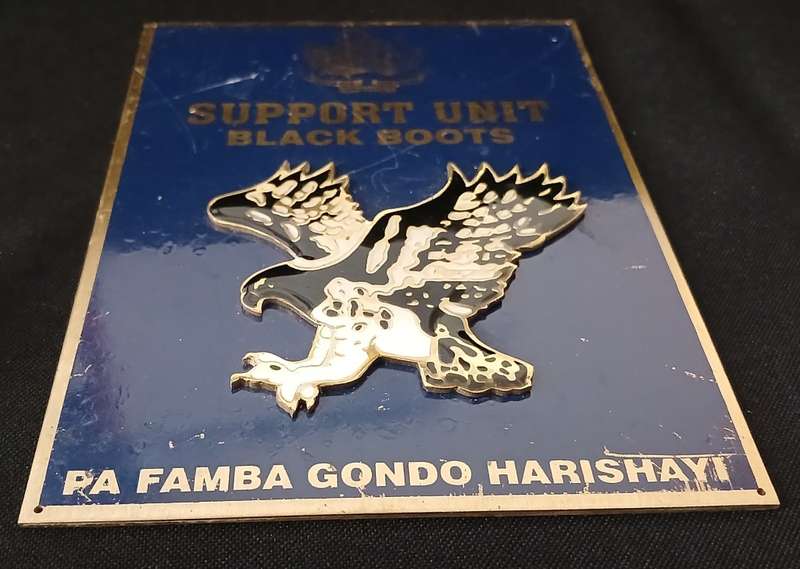 SUPPORT UNIT
BLACK BOOTS
PA FAMBA GONDO HARISHAYI